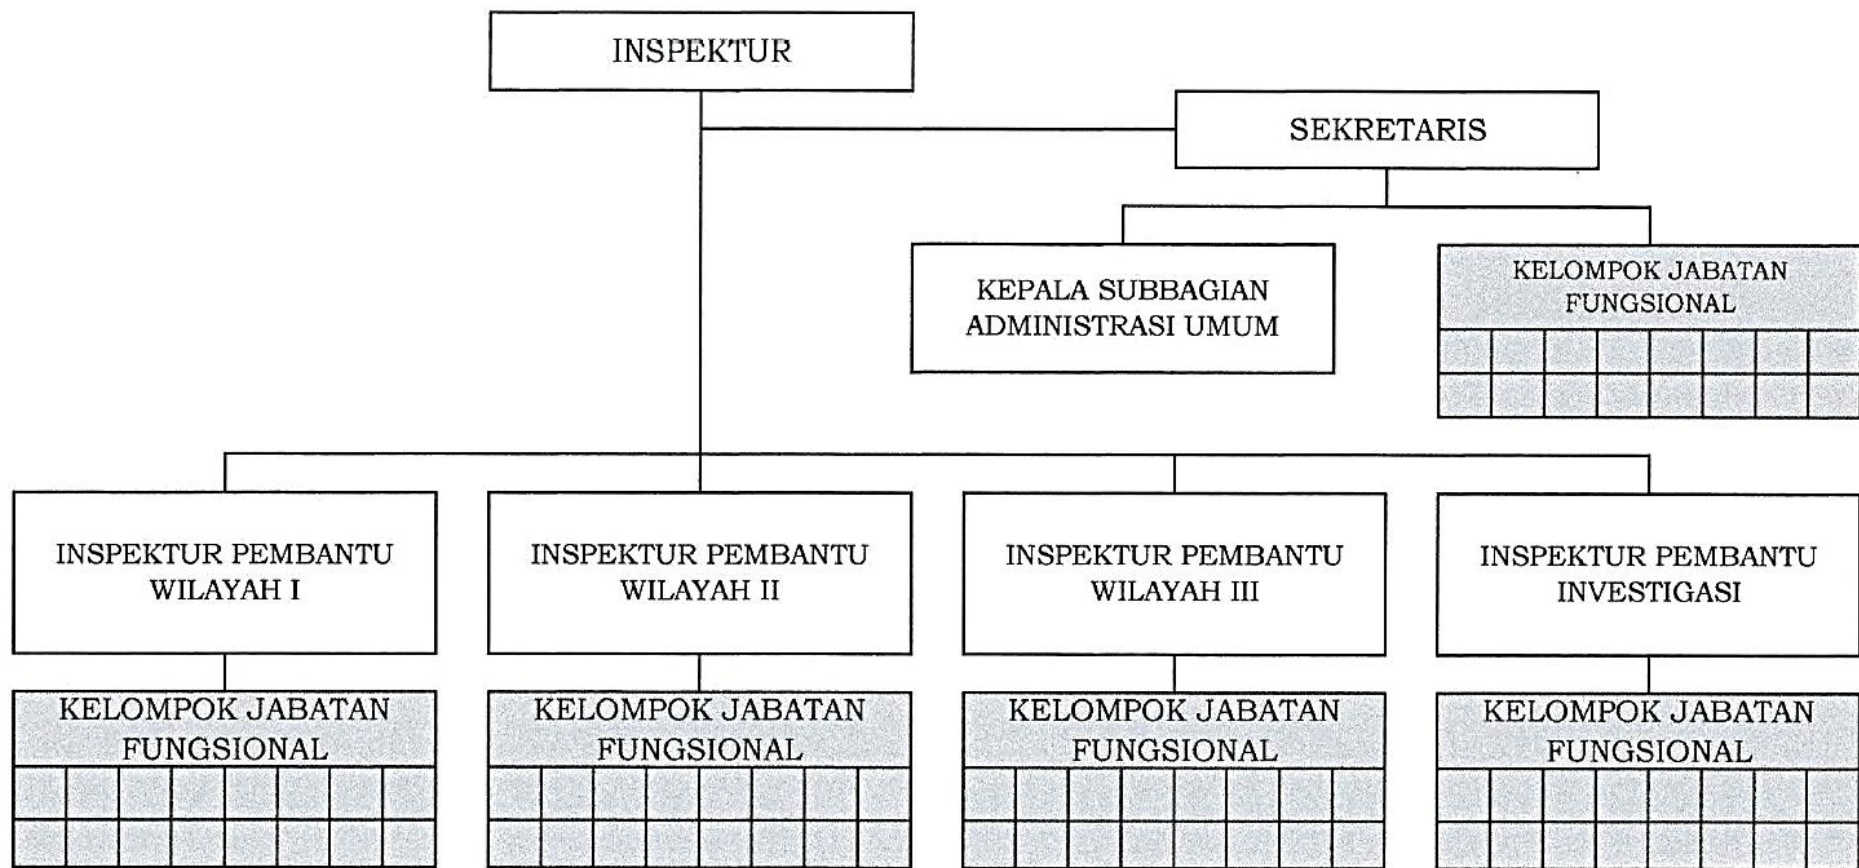 INSPEKTUR
SEKRETARIS
KEPALA SUBBAGIAN
ADMINISTRASI UMUM
KELOMPOK JABATAN
FUNGSIONAL
INSPEKTUR PEMBANTU
WILAYAH I
INSPEKTUR PEMBANTU
WILAYAH II
INSPEKTUR PEMBANTU
WILAYAH III
INSPEKTUR PEMBANTU
INVESTIGASI
KELOMPOK JABATAN
FUNGSIONAL
KELOMPOK JABATAN
FUNGSIONAL
KELOMPOK JABATAN
FUNGSIONAL
KELOMPOK JABATAN
FUNGSIONAL